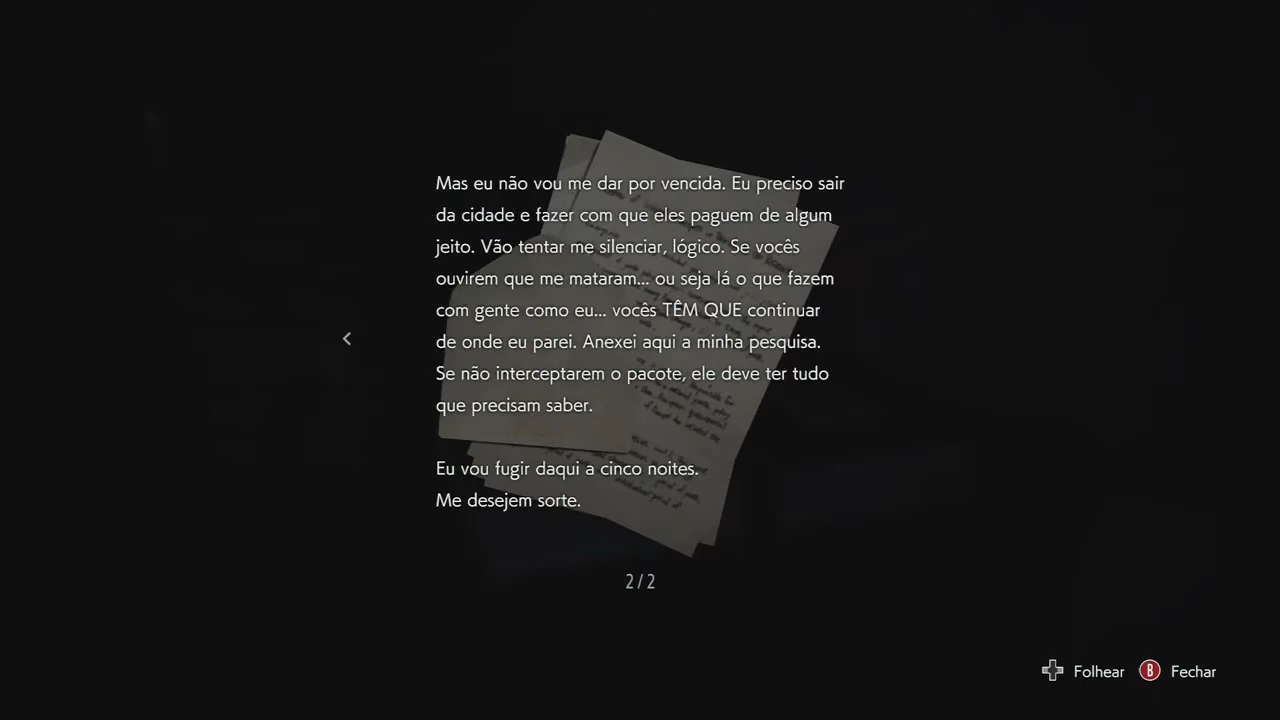 Mas eu não vou me dar por vencida. Eu preciso sair
da cidade e fazer com que eles paguem de algum
jeito. Vão tentar me silenciar, lógico. Se vocês
ouvirem que me mataram... ou seja lá o que fazem
com gente como eu... vocês TÊM QUE continuar
de onde eu parei. Anexei aqui a minha pesquisa.
Se não interceptarem o pacote, ele deve ter tudo
que precisam saber.
Eu vou fugir daqui a cinco noites.
Me desejem sorte.
<
2 / 2
Folhear B Fechar